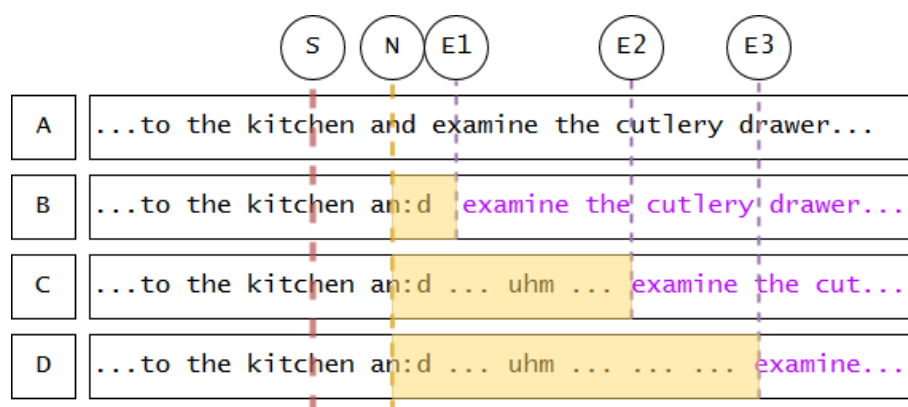 S N E1 E2 E3
A ...to the kitchen and examine the cutlery drawer...
B ...to the kitchen an:d examine the cutlery drawer...
C ...to the kitchen an:d ... uhm ... examine the cut...
D ...to the kitchen an:d ... uhm ... ... ... examine...